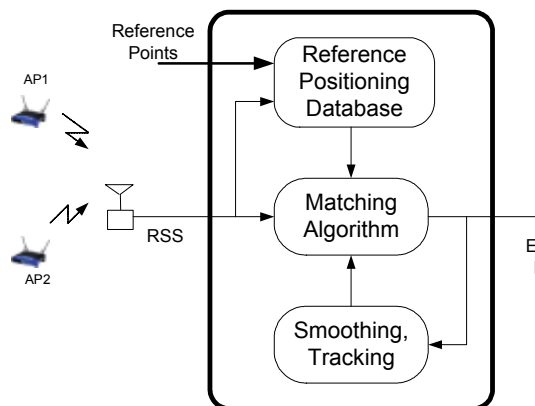 Reference
Points
Reference
Positioning
Database
AP1
Matching
Algorithm
RSS
AP2
Smoothing,
Tracking